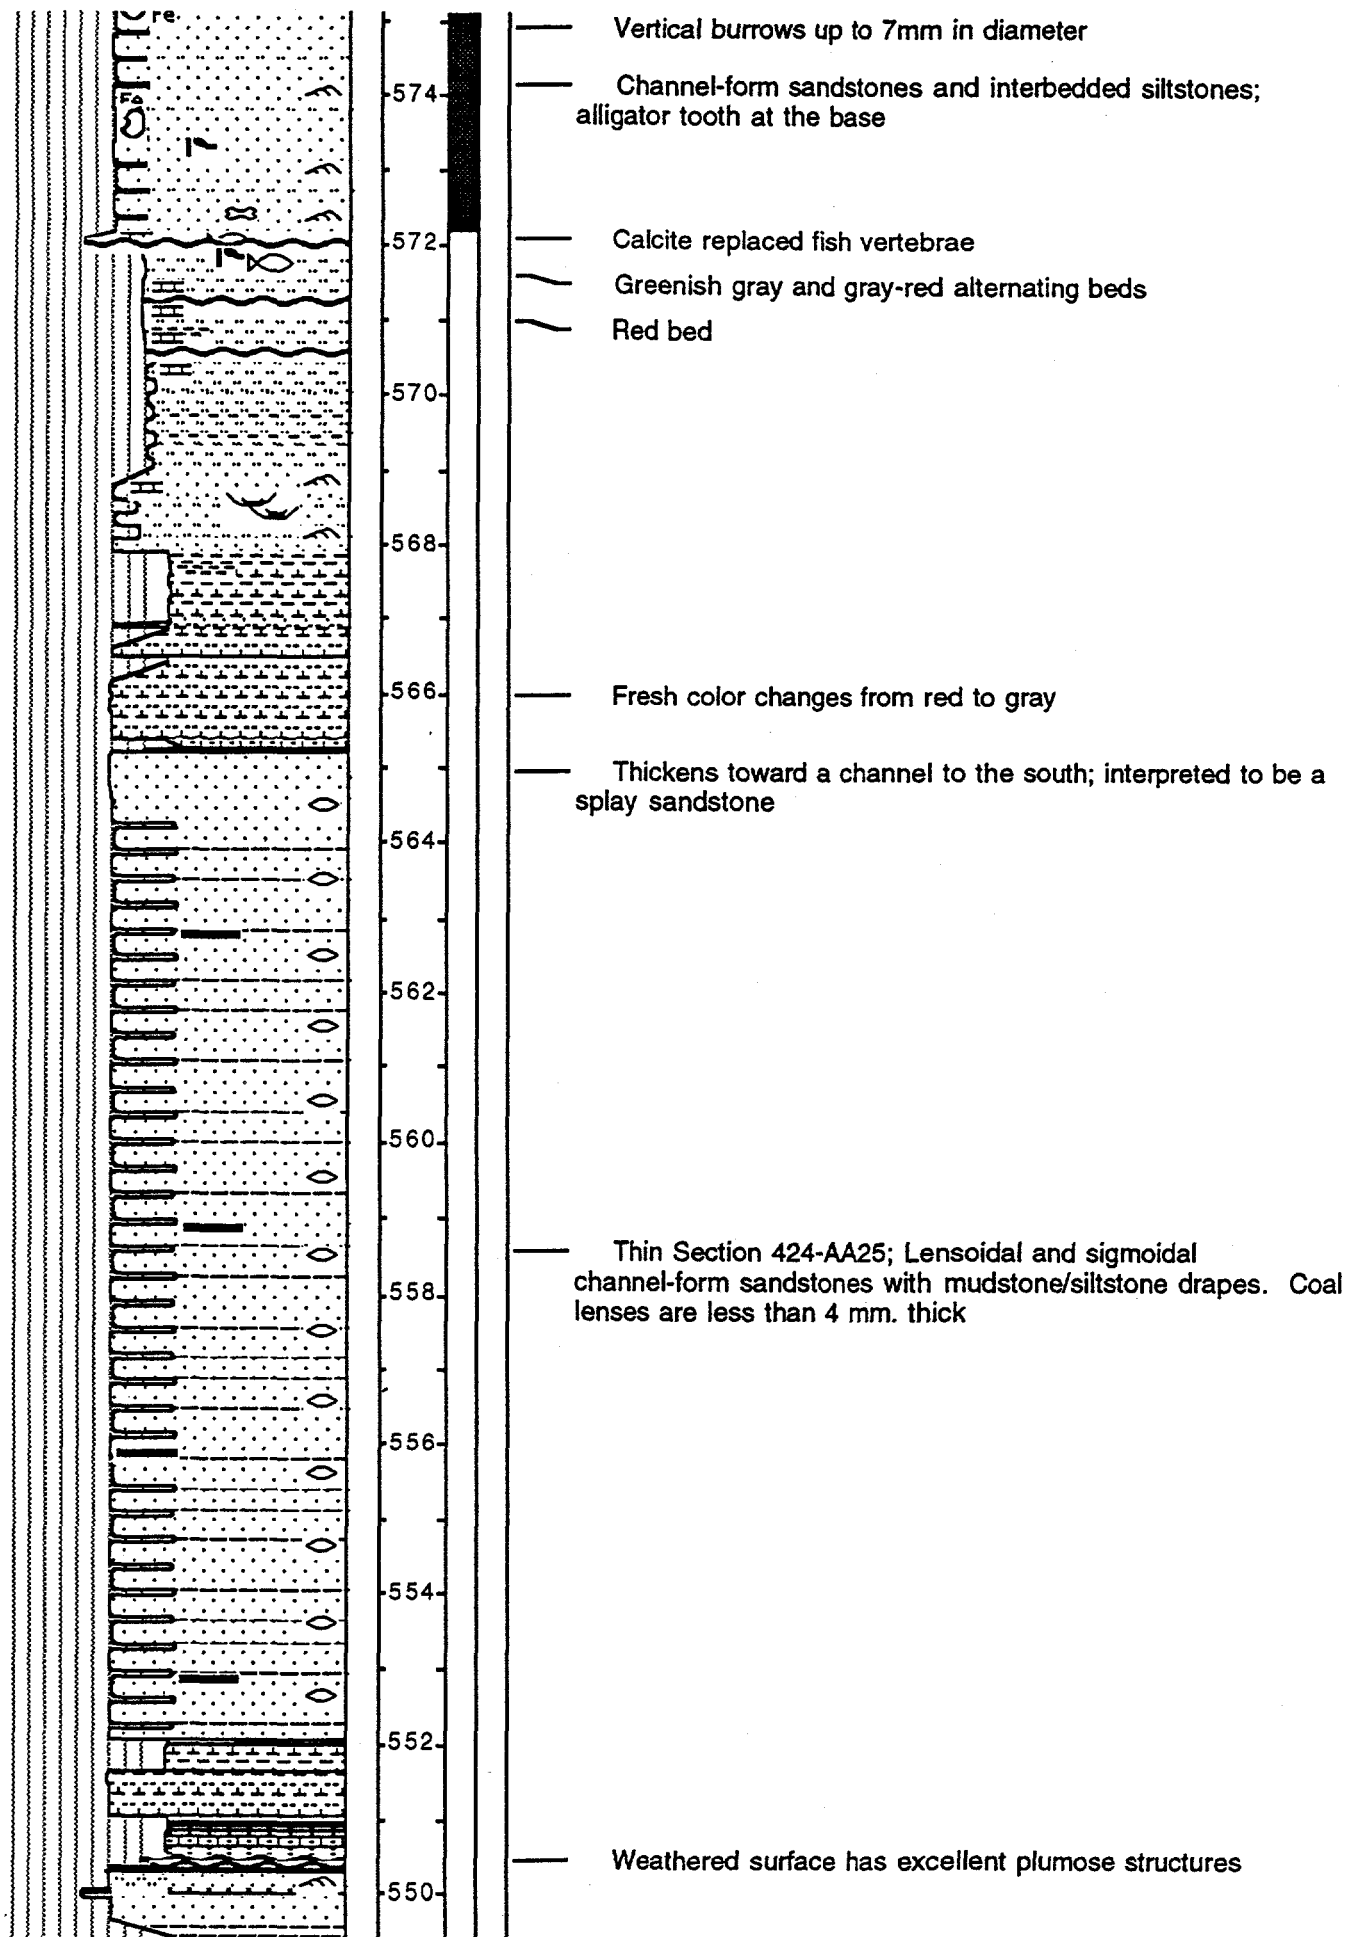 Fe
Vertical burrows up to 7mm in diameter
574
Channel-form sandstones and interbedded siltstones;
alligator tooth at the base
572
Calcite replaced fish vertebrae
Greenish gray and gray-red alternating beds
Red bed
570
568
566
Fresh color changes from red to gray
Thickens toward a channel to the south; interpreted to be a
splay sandstone
564
562
560
Thin Section 424-AA25; Lensoidal and sigmoidal
channel-form sandstones with mudstone/siltstone drapes. Coal
lenses are less than 4 mm. thick
558
556
554
552
Weathered surface has excellent plumose structures
550